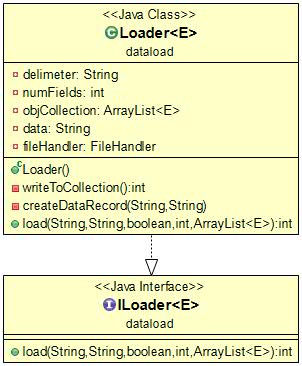 <<Java Class>>
Loader<E>
dataload
delimeter: String
numFields: int
objCollection: ArrayList<E>
data: String
fileHandler: FileHandler
Loader()
writeToCollection():int
createDataRecord(String,String)
load(String,String,boolean,int,ArrayList<E>):int
<<Java Interface>>
ILoader<E>
dataload
load(String,String,boolean,int,ArrayList<E>):int